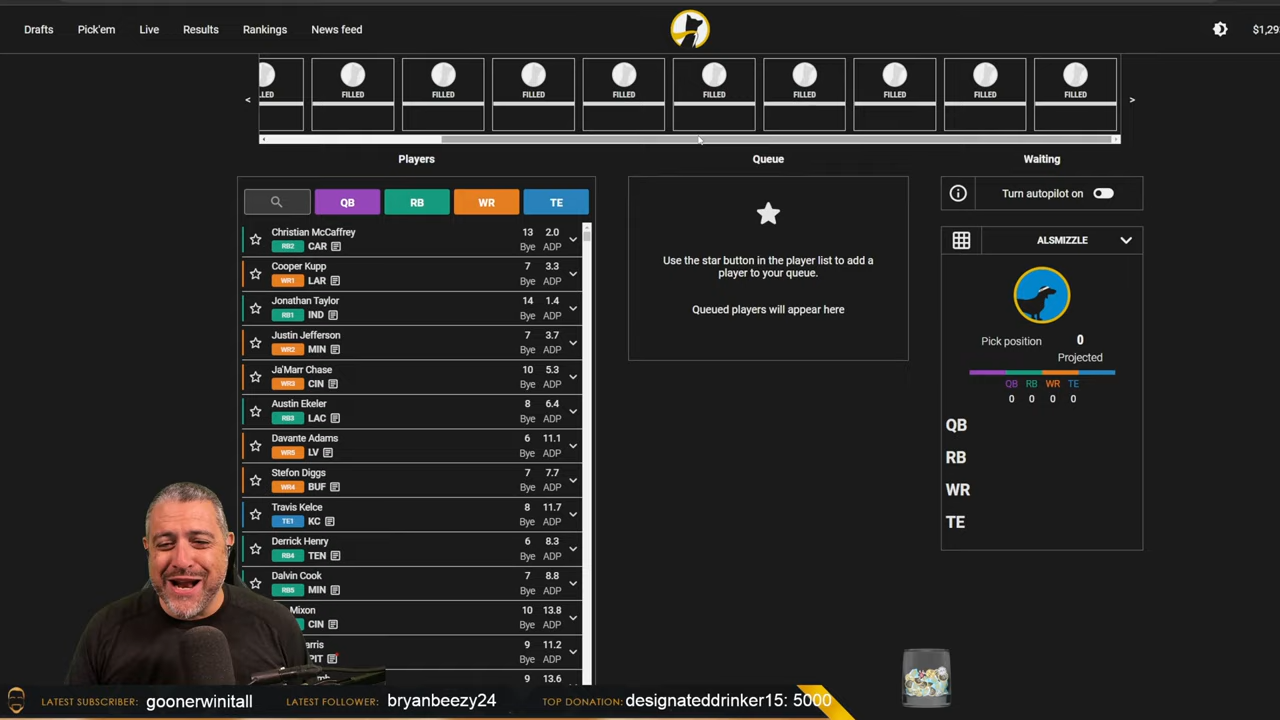 Drafts Pick'em Live Results Rankings News feed $1,29
.LED FILLED FILLED FILLED FILLED FILLED FILLED FILLED FILLED FILLED
< >
Players Queue Waiting
QB RB WR TE
Turn autopilot on
Christian McCaffrey 13 2.0
RB2 CAR Bye ADP
Cooper Kupp 7 3.3
WR1 LAR Bye ADP
Jonathan Taylor 14 1.4
RB1 IND Bye ADP
Justin Jefferson 7 3.7
WR2 MIN Bye ADP
Ja'Marr Chase 10 5.3
WR3 CIN Bye ADP
Austin Ekeler 8 6.4
RB3 LAC Bye ADP
Davante Adams 6 11.1
WR5 LV Bye ADP
Stefon Diggs 7 7.7
WR4 BUF Bye ADP
Travis Kelce 8 11.7
TE1 KC Bye ADP
Derrick Henry 6 8.3
RB4 TEN Bye ADP
Dalvin Cook 7 8.8
RB5 MIN Bye ADP
Mixon 10 13.8
CIN Bye ADP
arris 9 11.2
PIT Bye ADP
9 13.6
Use the star button in the player list to add a
player to your queue.
Queued players will appear here
ALSMIZZLE
Pick position 0
Projected
QB RB WR TE
0 0 0 0
QB
RB
WR
TE
LATEST SUBSCRIBER: goonerwinitall LATEST FOLLOWER: bryanbeezy24 TOP DONATION: designateddrinker15: 5000